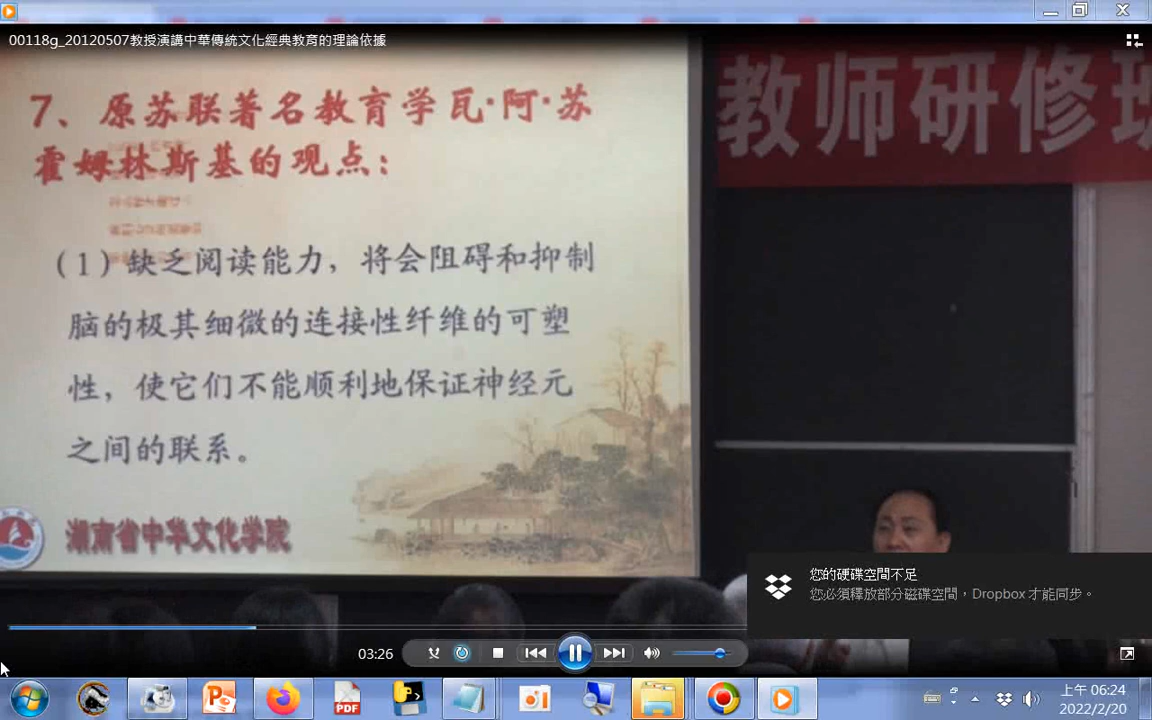 00118g_20120507教授演講中華傳統文化經典教育的理論依據
7、原苏联著名教育学瓦·阿·苏
霍姆林斯基的观点：
（1）缺乏阅读能力，将会阻碍和抑制
脑的极其细微的连接性纤维的可塑
性，使它们不能顺利地保证神经元
之间的联系。
湖南省中华文化学院
教师研修班
您的硬碟空間不足
您必須釋放部分磁碟空間，Dropbox 才能同步。
03:26
PDF
上午 06:24
2022/2/20